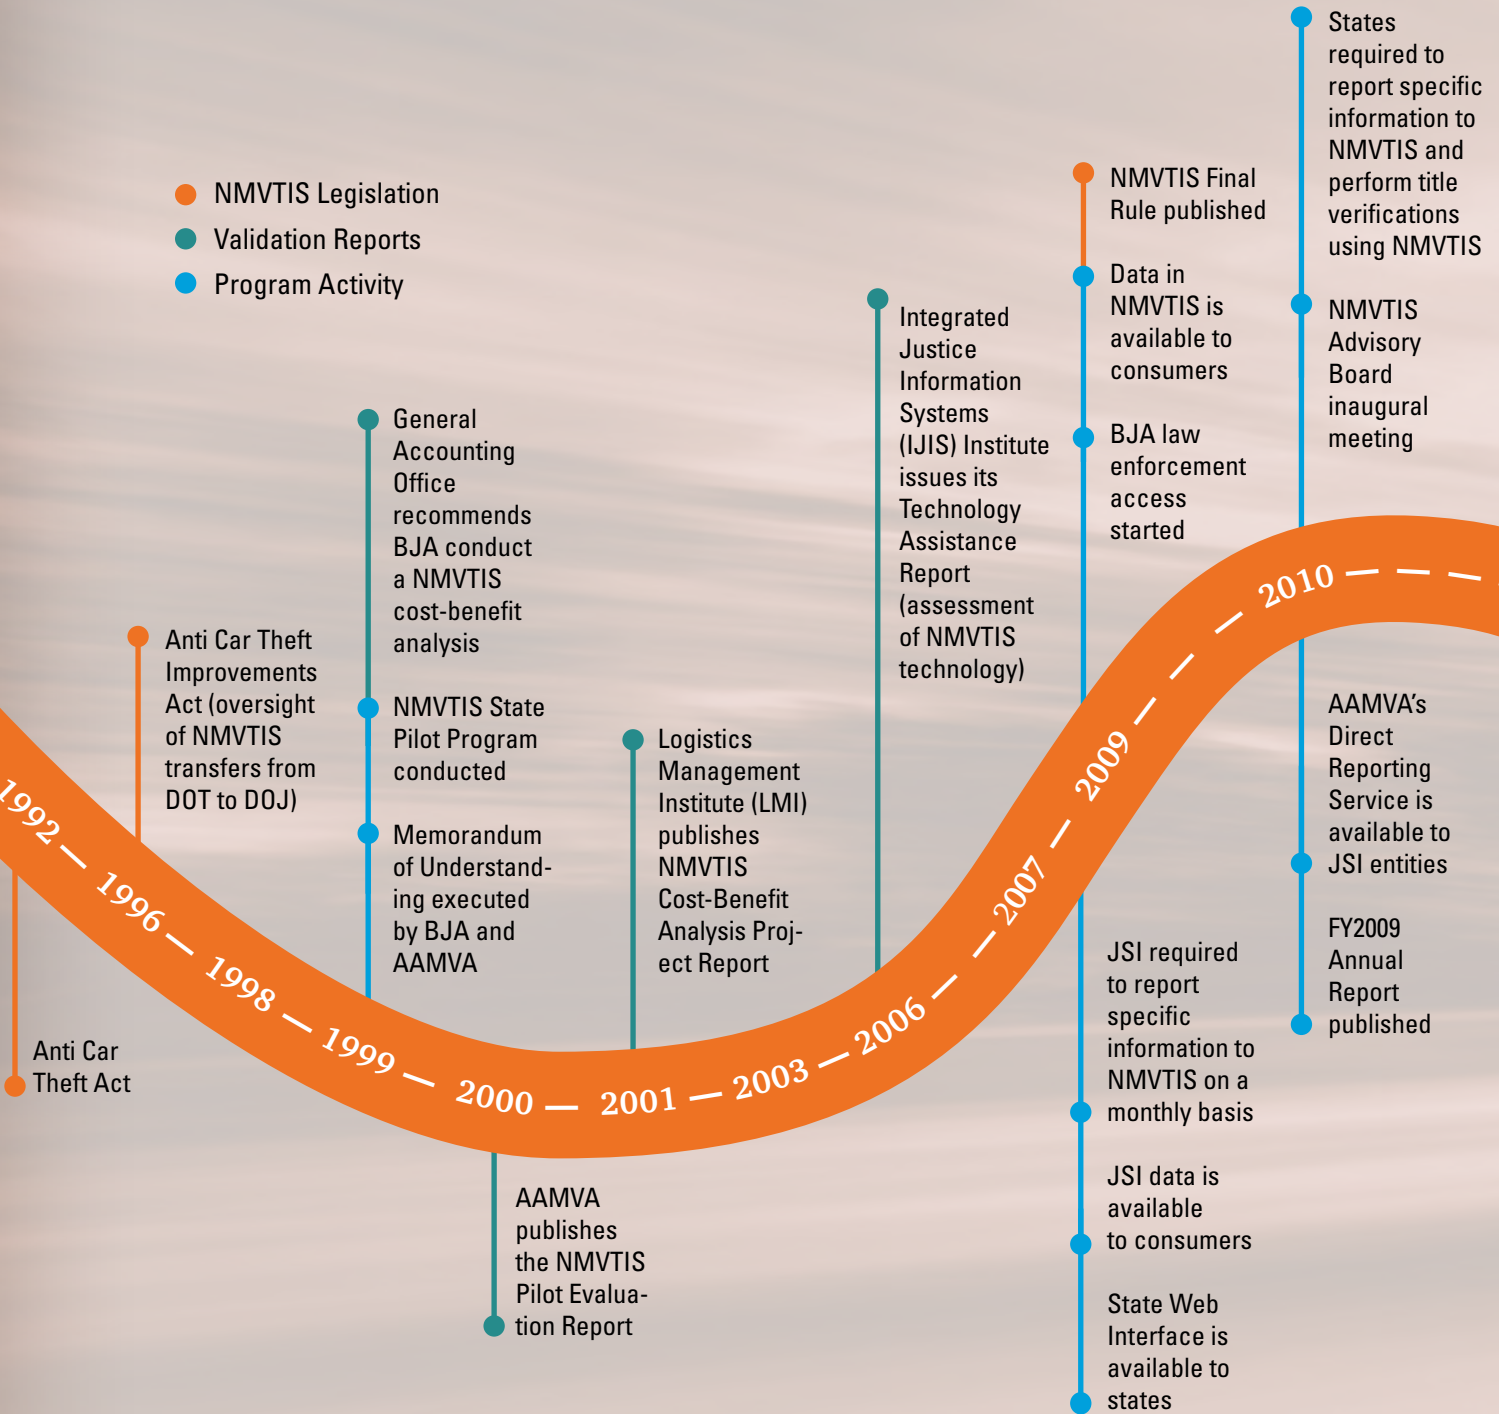 NMVTIS Legislation
Validation Reports
Program Activity
1992
1996
1998
1999
2000
2001
2003
2006
2007
2009
2010
Anti Car
Theft Act
Anti Car Theft
Improvements
Act (oversight
of NMVTIS
transfers from
DOT to DOJ)
General
Accounting
Office
recommends
BJA conduct
a NMVTIS
cost-benefit
analysis
NMVTIS State
Pilot Program
conducted
Memorandum
of Understand-
ing executed
by BJA and
AAMVA
AAMVA
publishes
the NMVTIS
Pilot Evalua-
tion Report
Logistics
Management
Institute (LMI)
publishes
NMVTIS
Cost-Benefit
Analysis Proj-
ect Report
Integrated
Justice
Information
Systems
(IJIS) Institute
issues its
Technology
Assistance
Report
(assessment
of NMVTIS
technology)
NMVTIS Final
Rule published
Data in
NMVTIS is
available to
consumers
BJA law
enforcement
access
started
JSI required
to report
specific
information to
NMVTIS on a
monthly basis
JSI data is
available
to consumers
State Web
Interface is
available to
states
States
required to
report specific
information to
NMVTIS and
perform title
verifications
using NMVTIS
NMVTIS
Advisory
Board
inaugural
meeting
AAMVA's
Direct
Reporting
Service is
available to
JSI entities
FY2009
Annual
Report
published